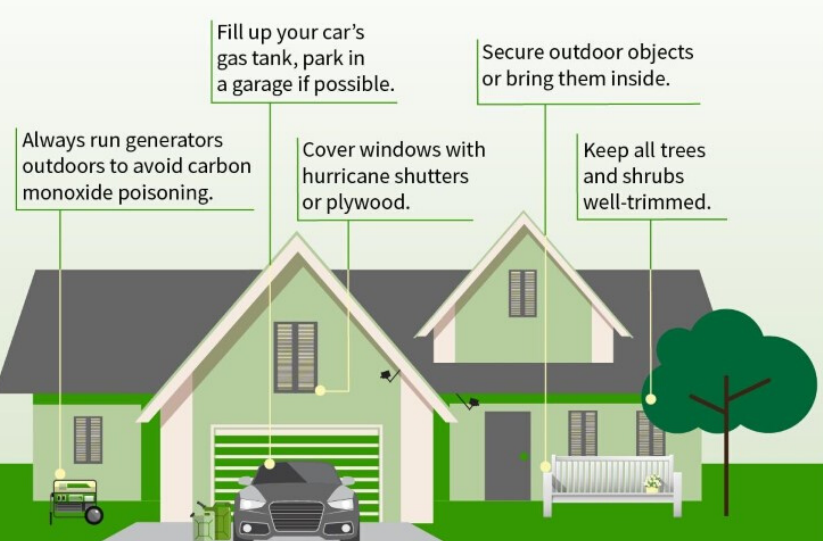 Fill up your car’s
gas tank, park in
a garage if possible.
Secure outdoor objects
or bring them inside.
Always run generators
outdoors to avoid carbon
monoxide poisoning.
Cover windows with
hurricane shutters
or plywood.
Keep all trees
and shrubs
well-trimmed.